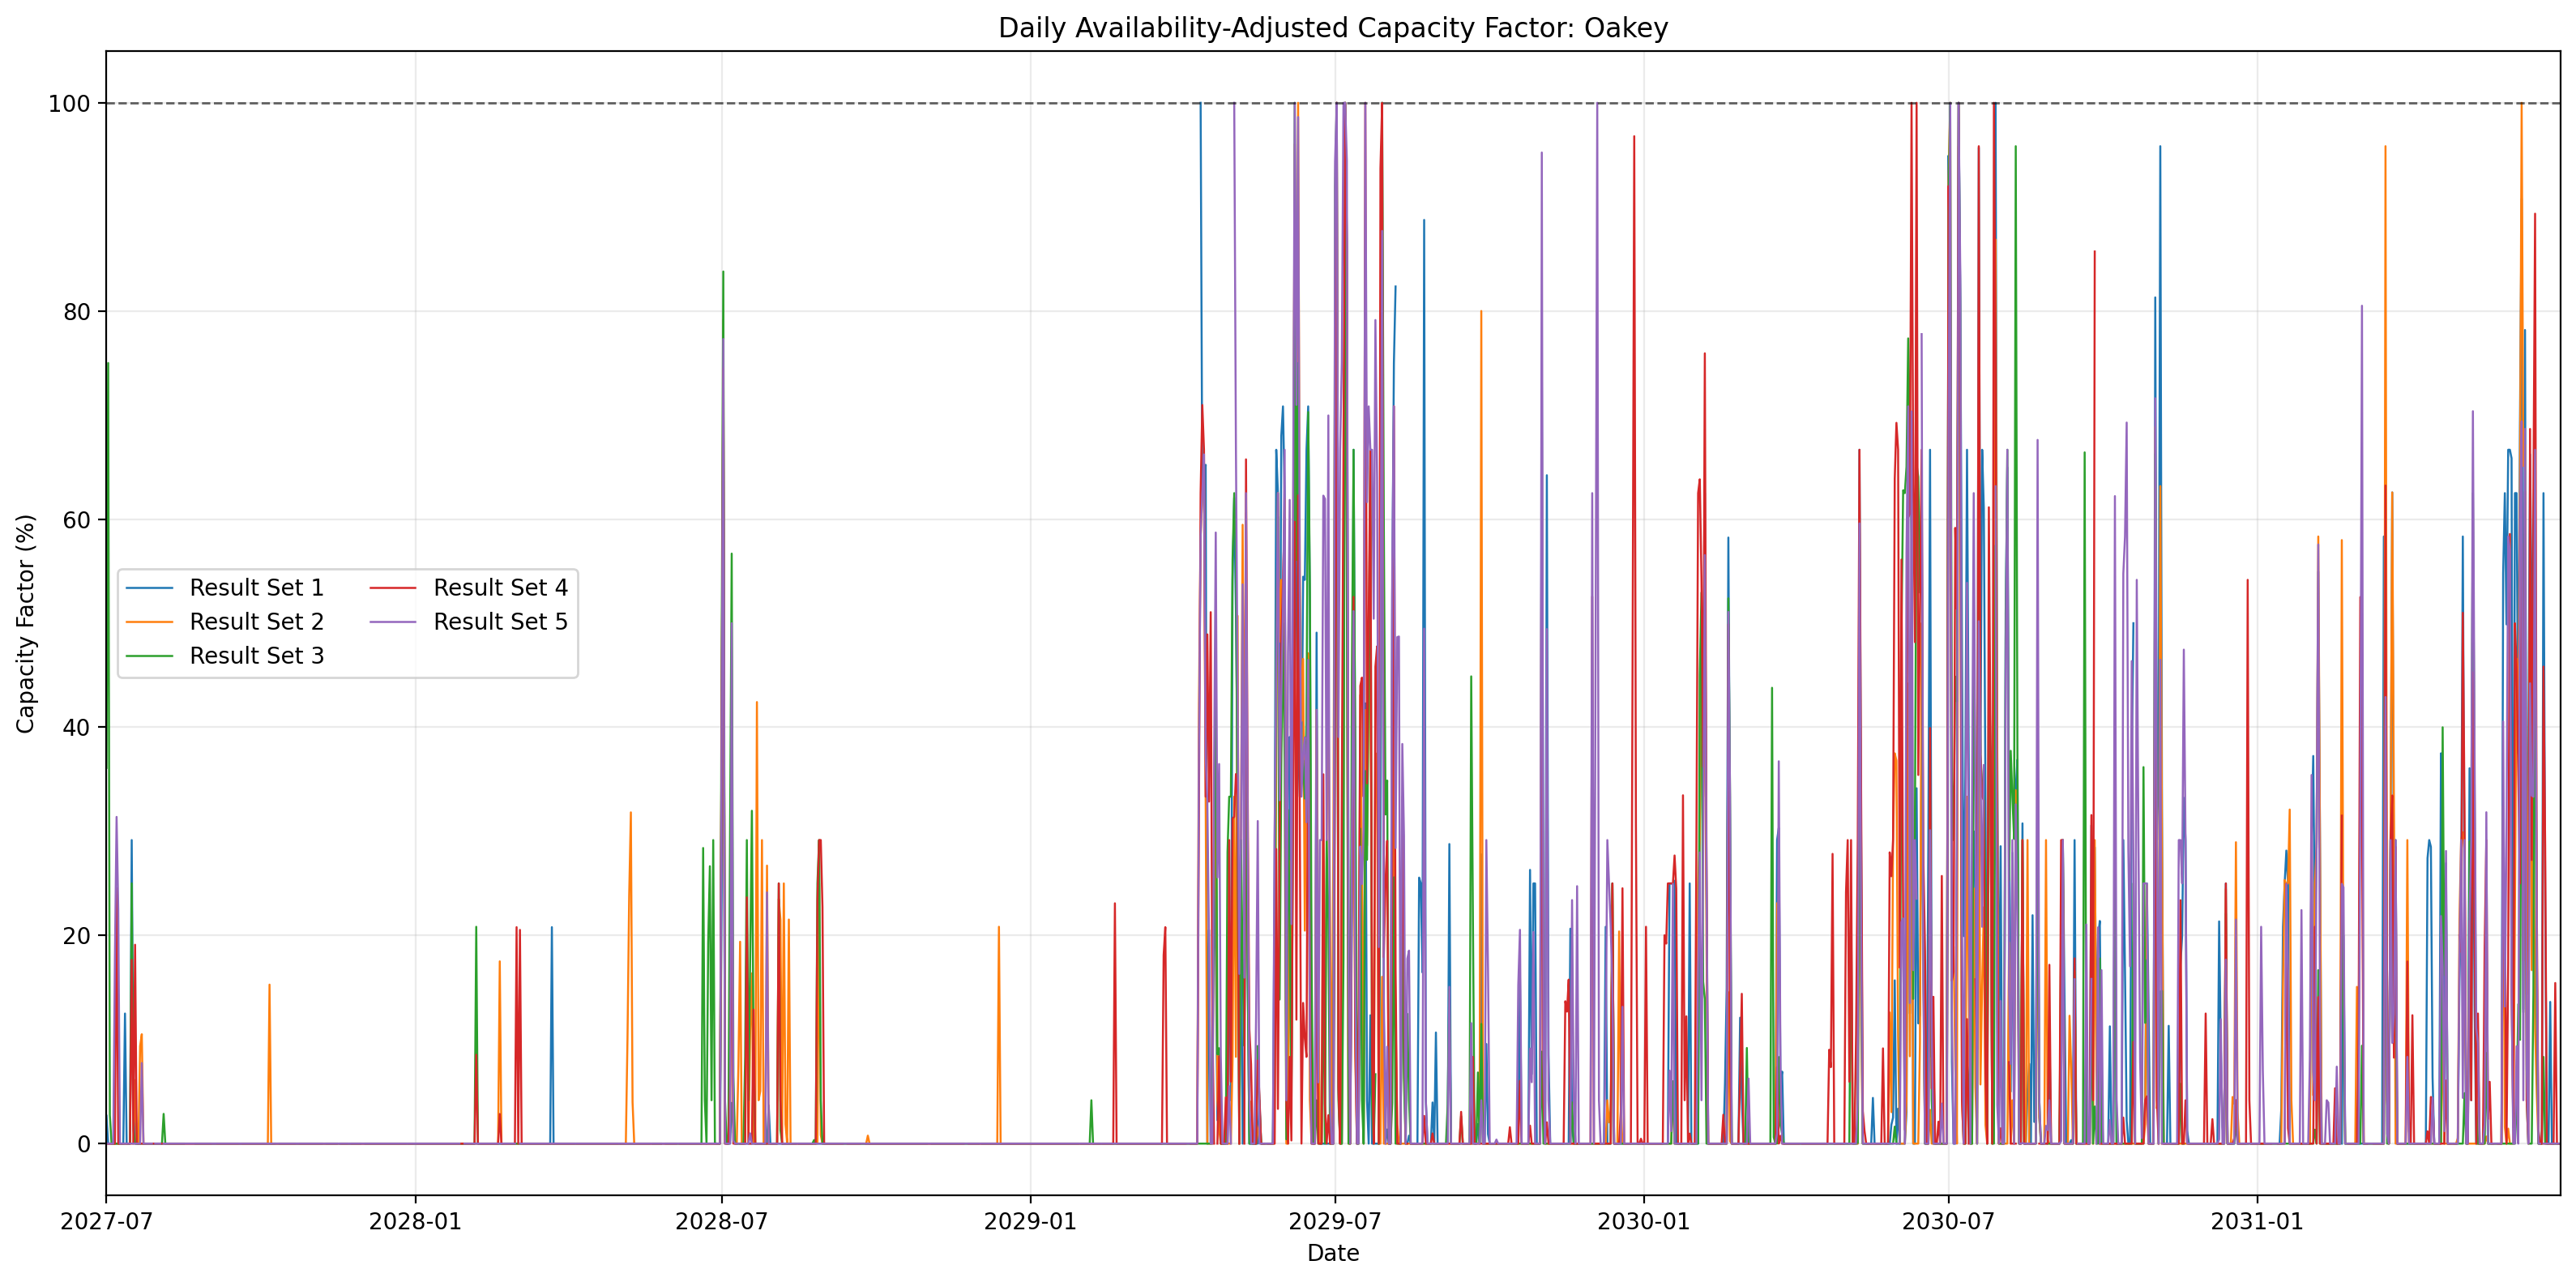 Daily Availability-Adjusted Capacity Factor: Oakey
Capacity Factor (%)
100
80
60
40
20
0
Result Set 1
Result Set 2
Result Set 3
Result Set 4
Result Set 5
2027-07
2028-01
2028-07
2029-01
2029-07
2030-01
2030-07
2031-01
Date